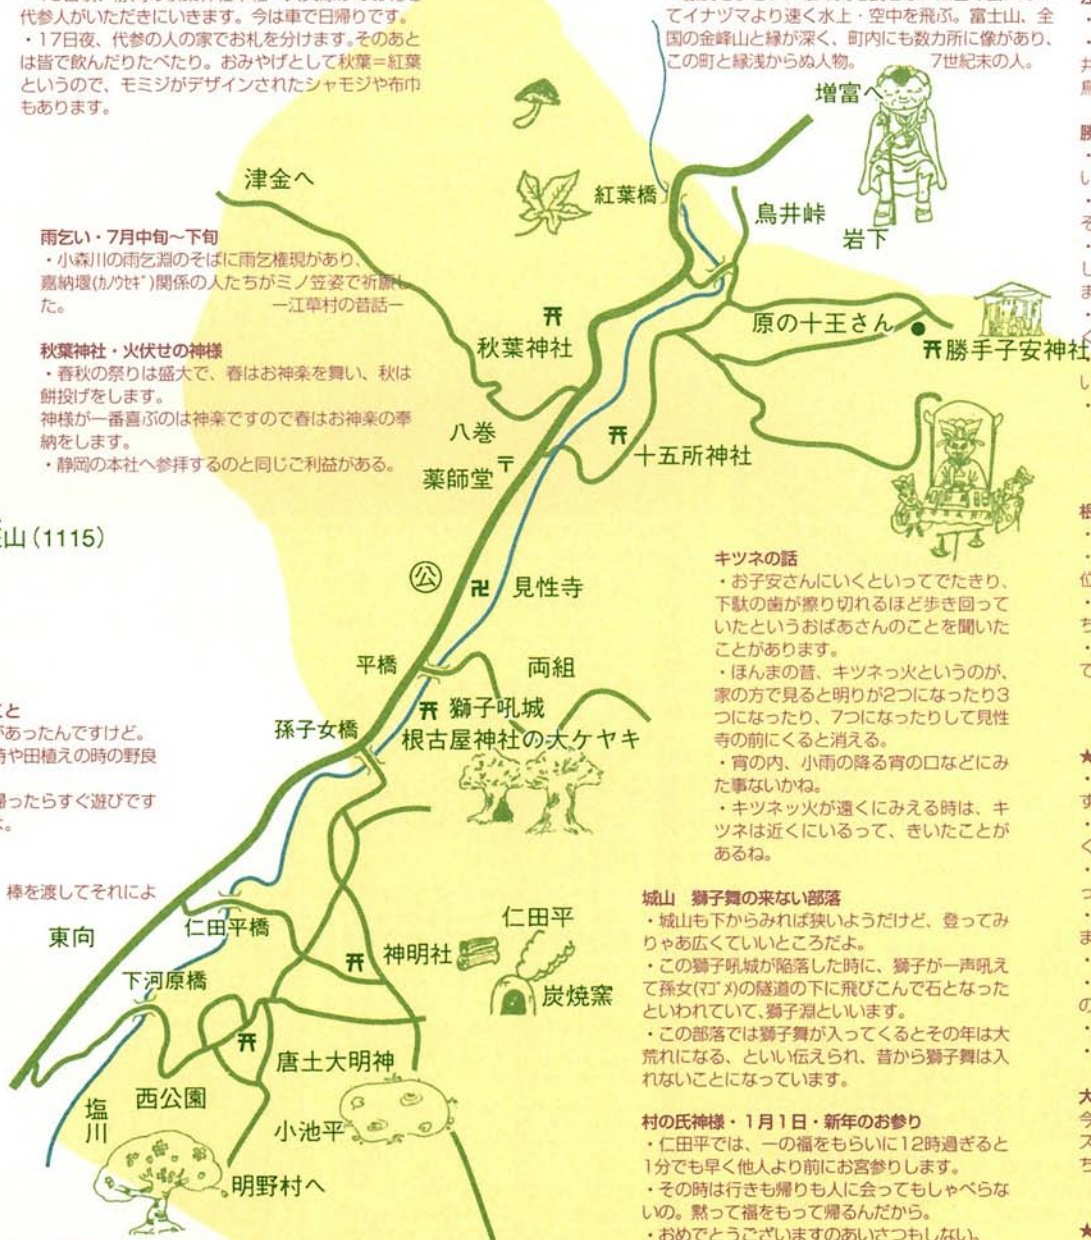 代参人がいただきにいきます。今は車で日帰りです。
・17日夜、代参の人の家でお札を分けます。そのあと
は皆で飲んだりたべたり。おみやげとして秋葉＝紅葉
というので、モミジがデザインされたシャモジや布巾
もあります。
てイナヅマより速く水上・空中を飛ぶ。富士山、全
国の金峰山と縁が深く、町内にも数カ所に像があり、
この町と縁浅からぬ人物。　7世紀末の人。
増富へ
津金へ
紅葉橋
鳥井峠
岩下
雨乞い・7月中旬〜下旬
・小森川の雨乞淵のそばに雨乞権現があり、
嘉納堰(ｶﾉｳｾｷﾞ)関係の人たちがミノ笠姿で祈願し
た。　ー江草村の昔話ー
原の十王さん
秋葉神社
勝手子安神社
秋葉神社・火伏せの神様
・春秋の祭りは盛大で、春はお神楽を舞い、秋は
餅投げをします。
神様が一番喜ぶのは神楽ですので春はお神楽の奉
納をします。
・静岡の本社へ参拝するのと同じご利益がある。
八巻
〒
薬師堂
十五所神社
山（1115）
キツネの話
・お子安さんにいくといってでたきり、
下駄の歯が擦り切れるほど歩き回って
いたというおばあさんのことを聞いた
ことがあります。
・ほんまの昔、キツネっ火というのが、
家の方で見ると明りが2つになったり3
つになったり、7つになったりして見性
寺の前にくると消える。
・宵の内、小雨の降る宵の口などにみ
た事ないかね。
・キツネッ火が遠くにみえる時は、キ
ツネは近くにいるって、きいたことが
あるね。
公
卍 見性寺
平橋
両組
獅子吼城
孫子女橋
根古屋神社の大ケヤキ
こと
があったんですけど。
時や田植えの時の野良
帰ったらすぐ遊びです
棒を渡してそれによ
城山　獅子舞の来ない部落
・城山も下からみれば狭いようだけど、登ってみ
りゃあ広くていいところだよ。
・この獅子吼城が陥落した時に、獅子が一声吼え
て孫女(ﾏｺﾞﾒ)の隧道の下に飛びこんで石となった
といわれていて、獅子淵といいます。
・この部落では獅子舞が入ってくるとその年は大
荒れになる、といい伝えられ、昔から獅子舞は入
れないことになっています。
東向
仁田平橋
仁田平
神明社
下河原橋
炭焼窯
唐土大明神
西公園
塩川
小池平
明野村へ
村の氏神様・1月1日・新年のお参り
・仁田平では、一の福をもらいに12時過ぎると
1分でも早く他人より前にお宮参りします。
・その時は行きも帰りも人に会ってもしゃべらな
いの。黙って福をもって帰るんだから。
・おめでとうございますのあいさつもしない。